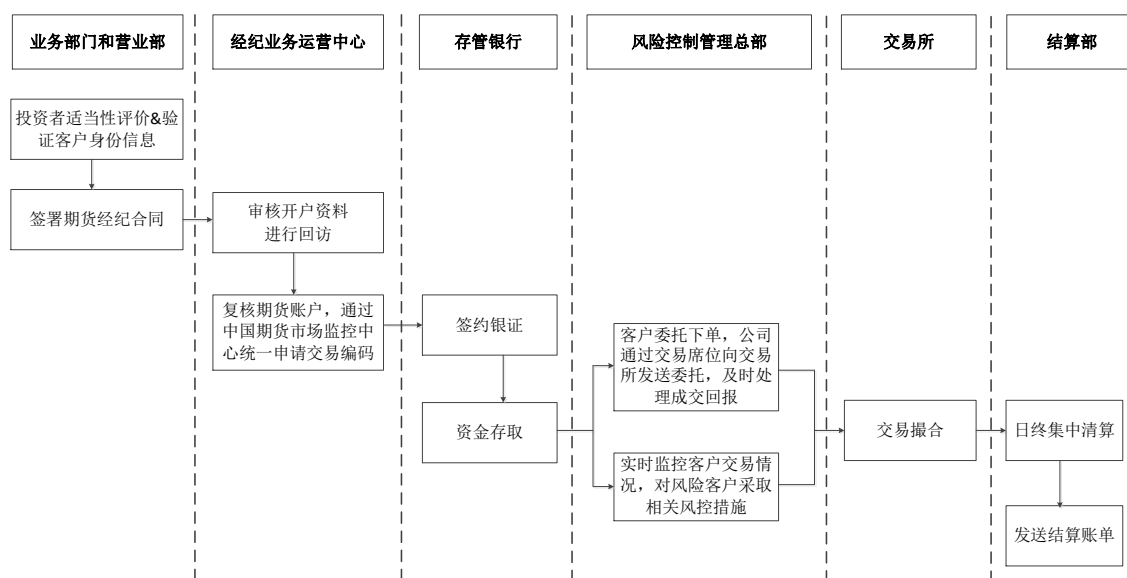 业务部门和营业部
经纪业务运营中心
存管银行
风险控制管理总部
交易所
结算部
投资者适当性评价&验
证客户身份信息
签署期货经纪合同
审核开户资料
进行回访
复核期货账户，通过
中国期货市场监控中
心统一申请交易编码
签约银证
资金存取
客户委托下单，公司
通过交易席位向交易
所发送委托，及时处
理成交回报
实时监控客户交易情
况，对风险客户采取
相关风控措施
交易撮合
日终集中清算
发送结算账单